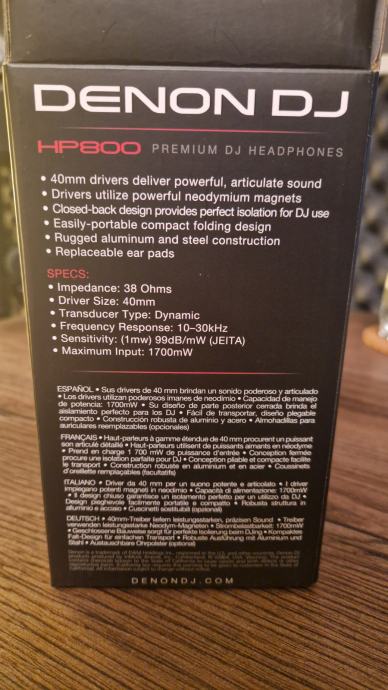 DENON DJ
HP800 PREMIUM DJ HEADPHONES
• 40mm drivers deliver powerful, articulate sound
• Drivers utilize powerful neodymium magnets
• Closed-back design provides perfect isolation for DJ use
• Easily-portable compact folding design
• Rugged aluminum and steel construction
• Replaceable ear pads
SPECS:
• Impedance: 38 Ohms
• Driver Size: 40mm
• Transducer Type: Dynamic
• Frequency Response: 10–30kHz
• Sensitivity: (1mw) 99dB/mW (JEITA)
• Maximum Input: 1700mW
ESPAÑOL • Sus drivers de 40 mm brindan un sonido poderoso y articulado
• Los drivers utilizan poderosos imanes de neodimio • Capacidad de manejo
de potencia: 1700mW • Su diseño de parte posterior cerrada brinda el
aislamiento perfecto para los DJ • Fácil de transportar, diseño plegable
compacto • Construcción robusta de aluminio y acero • Almohadillas para
auriculares reemplazables (opcionales)
FRANÇAIS • Haut-parleurs à gamme étendue de 40 mm procurent un puissant
son articulé détaillé • Haut-parleurs utilisent de puissants aimants en néodyme
• Prend en charge 1 700 mW de puissance d'entrée • Conception fermée
procure une isolation parfaite pour DJ • Conception pliable et compacte facilite
le transport • Construction robuste en aluminium et en acier • Coussinets
d'oreillette remplaçables (facultatifs)
ITALIANO • Driver da 40 mm per un suono potente e articolato • I driver
impiegano potenti magneti in neodimio • Capacità di alimentazione: 1700mW
• Il design chiuso garantisce un isolamento perfetto per un utilizzo da DJ •
Design pieghevole facilmente portatile e compatto • Robusta struttura in
alluminio e acciaio • Cuscinetti sostituibili (opzionali)
DEUTSCH • 40mm-Treiber liefern leistungsstarken, präzisen Sound • Treiber
verwenden leistungsstarke Neodym-Magneten • Strombelastbarkeit: 1700mW
• Geschlossene Bauweise sorgt für perfekte Isolierung beim DJing • Kompaktes
Falt-Design für einfachen Transport • Robuste Ausführung mit Aluminium und
Stahl • Austauschbare Ohrpolster (optional)
DENONDJ.COM